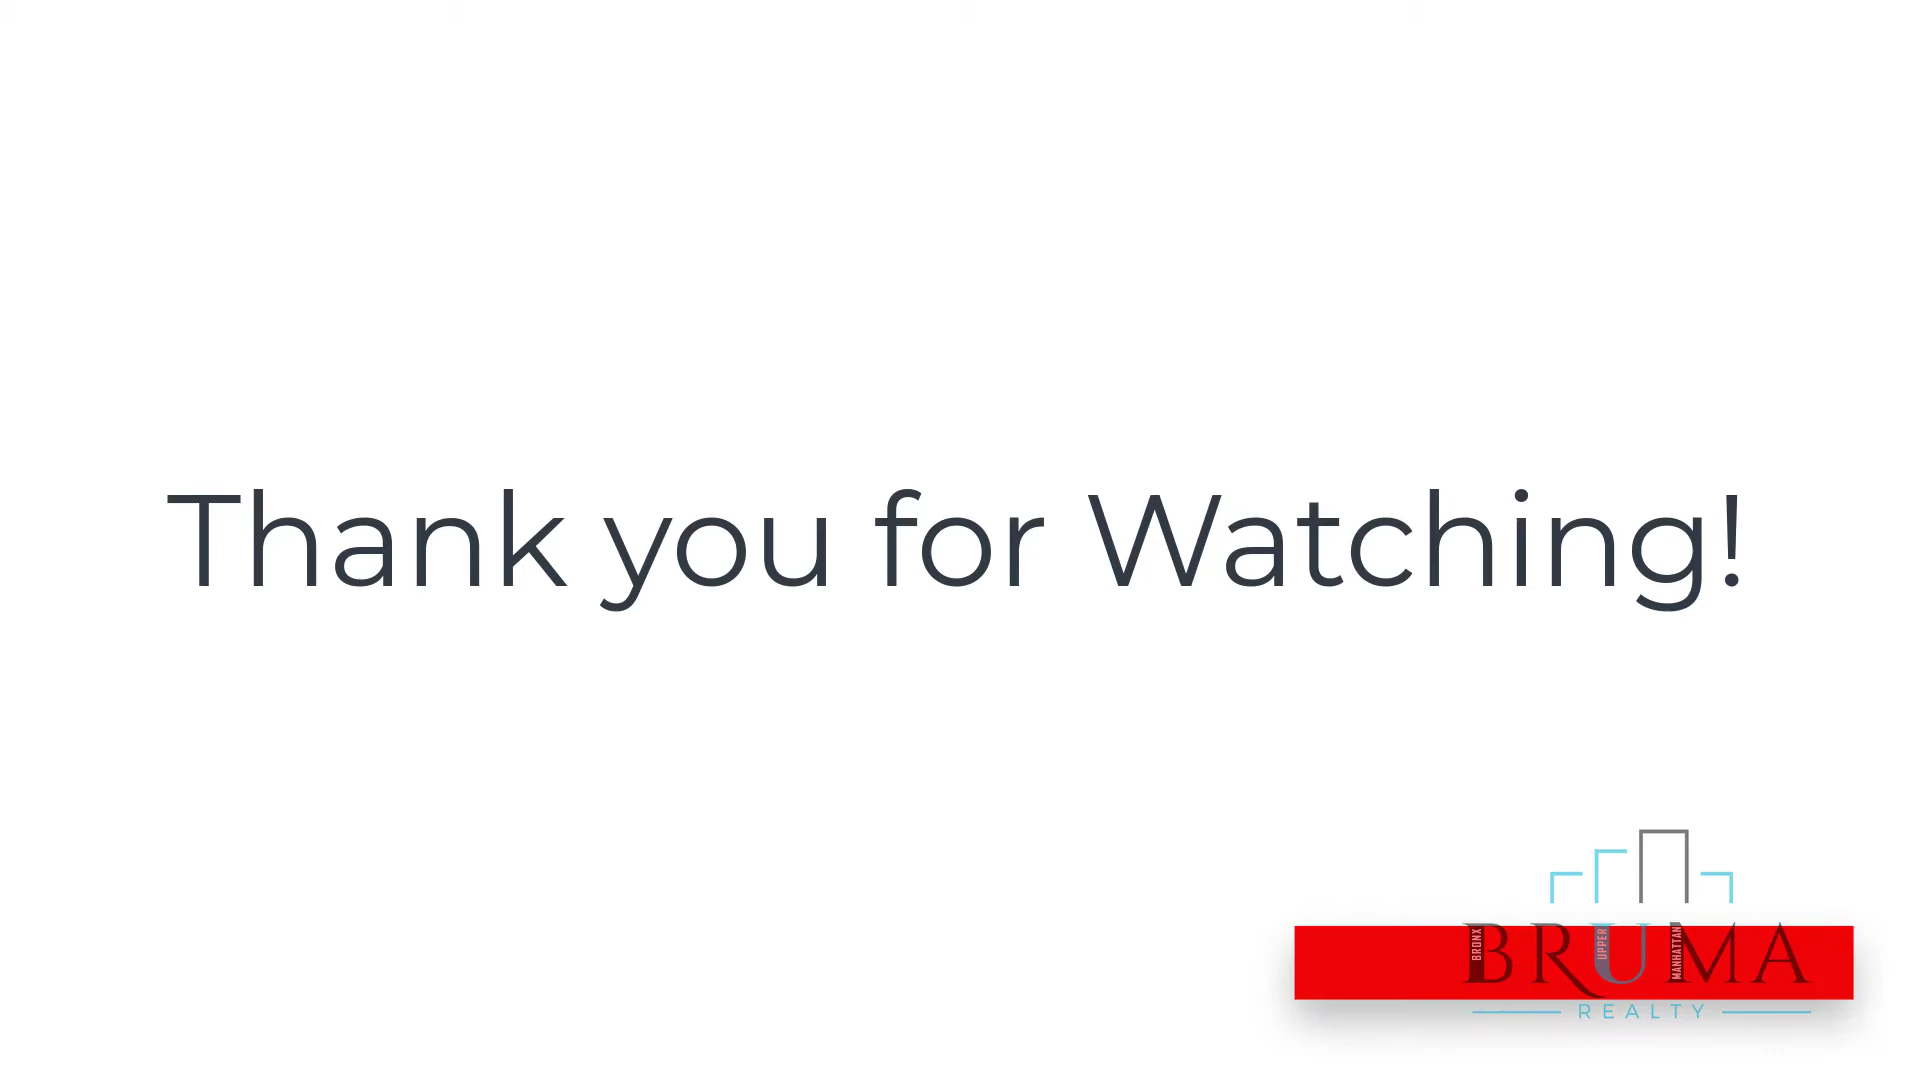 Thank you for Watching!
BRONX
UPPER
MANHATTAN
BRUMA
REALTY